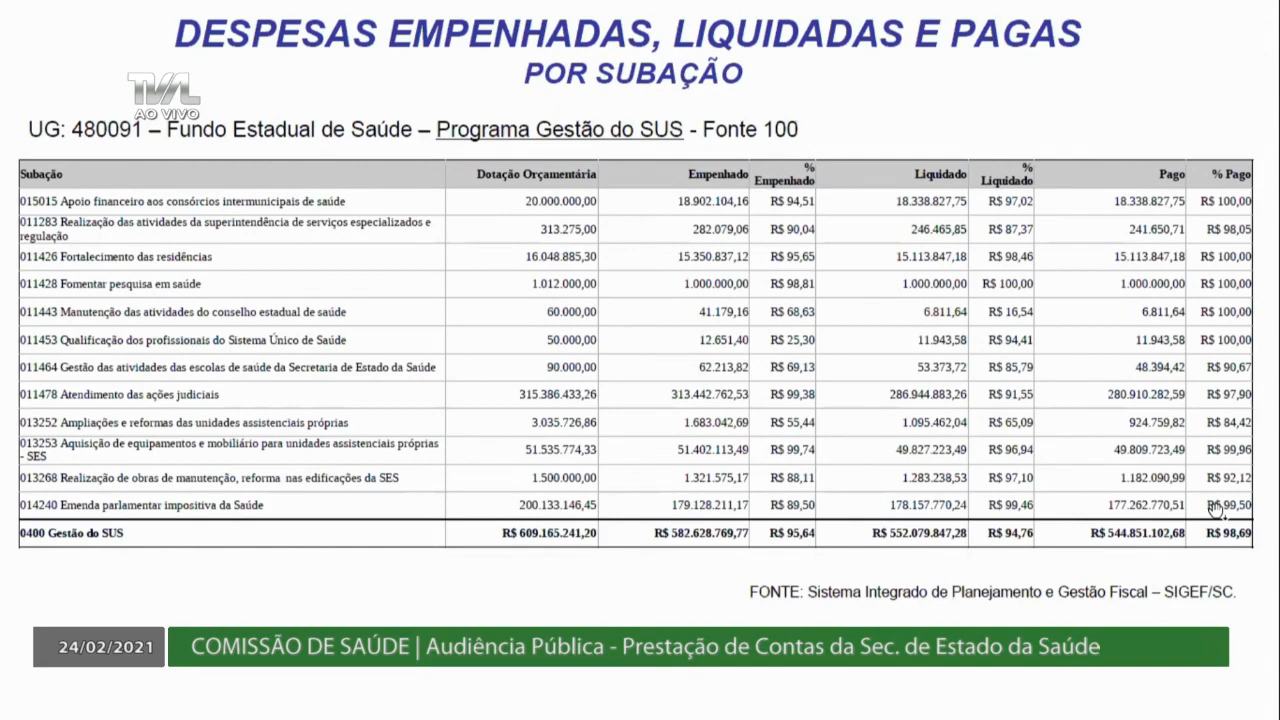 DESPESAS EMPENHADAS, LIQUIDADAS E PAGAS
POR SUBAÇÃO
TVAL
AO VIVO
UG: 480091 – Fundo Estadual de Saúde – Programa Gestão do SUS - Fonte 100
Subação Dotação Orçamentária Empenhado % Empenhado Liquidado % Liquidado Pago % Pago
015015 Apoio financeiro aos consórcios intermunicipais de saúde 20.000.000,00 18.902.104,16 R$ 94,51 18.338.827,75 R$ 97,02 18.338.827,75 R$ 100,00
011283 Realização das atividades da superintendência de serviços especializados e
regulação 313.275,00 282.079,06 R$ 90,04 246.465,85 R$ 87,37 241.650,71 R$ 98,05
011426 Fortalecimento das residências 16.048.885,30 15.350.837,12 R$ 95,65 15.113.847,18 R$ 98,46 15.113.847,18 R$ 100,00
011428 Fomentar pesquisa em saúde 1.012.000,00 1.000.000,00 R$ 98,81 1.000.000,00 R$ 100,00 1.000.000,00 R$ 100,00
011443 Manutenção das atividades do conselho estadual de saúde 60.000,00 41.179,16 R$ 68,63 6.811,64 R$ 16,54 6.811,64 R$ 100,00
011453 Qualificação dos profissionais do Sistema Único de Saúde 50.000,00 12.651,40 R$ 25,30 11.943,58 R$ 94,41 11.943,58 R$ 100,00
011464 Gestão das atividades das escolas de saúde da Secretaria de Estado da Saúde 90.000,00 62.213,82 R$ 69,13 53.373,72 R$ 85,79 48.394,42 R$ 90,67
011478 Atendimento das ações judiciais 315.386.433,26 313.442.762,53 R$ 99,38 286.944.883,26 R$ 91,55 280.910.282,59 R$ 97,90
013252 Ampliações e reformas das unidades assistenciais próprias 3.035.726,86 1.683.042,69 R$ 55,44 1.095.462,04 R$ 65,09 924.759,82 R$ 84,42
013253 Aquisição de equipamentos e mobiliário para unidades assistenciais próprias
- SES 51.535.774,33 51.402.113,49 R$ 99,74 49.827.223,49 R$ 96,94 49.809.723,49 R$ 99,96
013268 Realização de obras de manutenção, reforma nas edificações da SES 1.500.000,00 1.321.575,17 R$ 88,11 1.283.238,53 R$ 97,10 1.182.090,99 R$ 92,12
014240 Emenda parlamentar impositiva da Saúde 200.133.146,45 179.128.211,17 R$ 89,50 178.157.770,24 R$ 99,46 177.262.770,51 R$ 99,50
0400 Gestão do SUS R$ 609.165.241,20 R$ 582.628.769,77 R$ 95,64 R$ 552.079.847,28 R$ 94,76 R$ 544.851.102,68 R$ 98,69
FONTE: Sistema Integrado de Planejamento e Gestão Fiscal – SIGEF/SC.
24/02/2021 COMISSÃO DE SAÚDE | Audiência Pública - Prestação de Contas da Sec. de Estado da Saúde